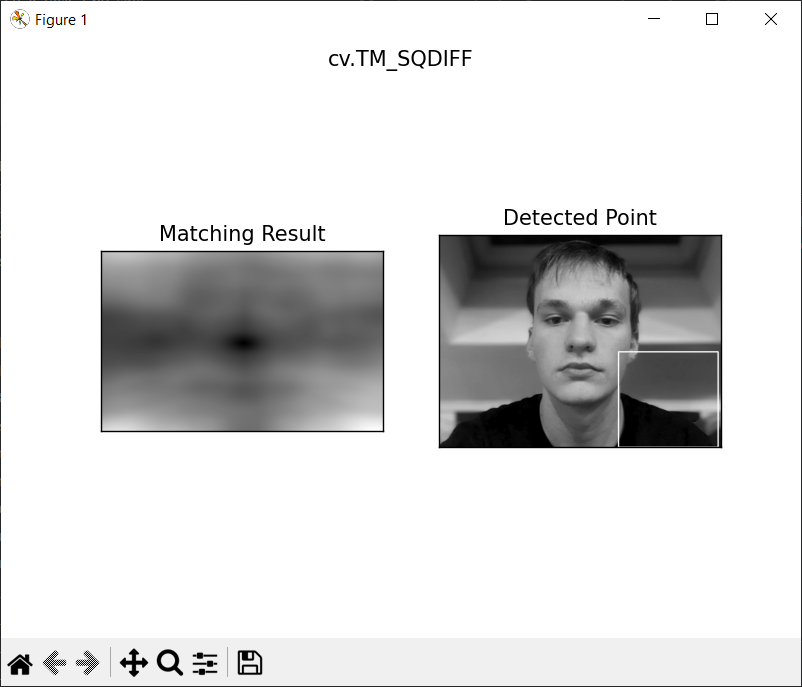 Figure 1
cv.TM_SQDIFF
Matching Result
Detected Point